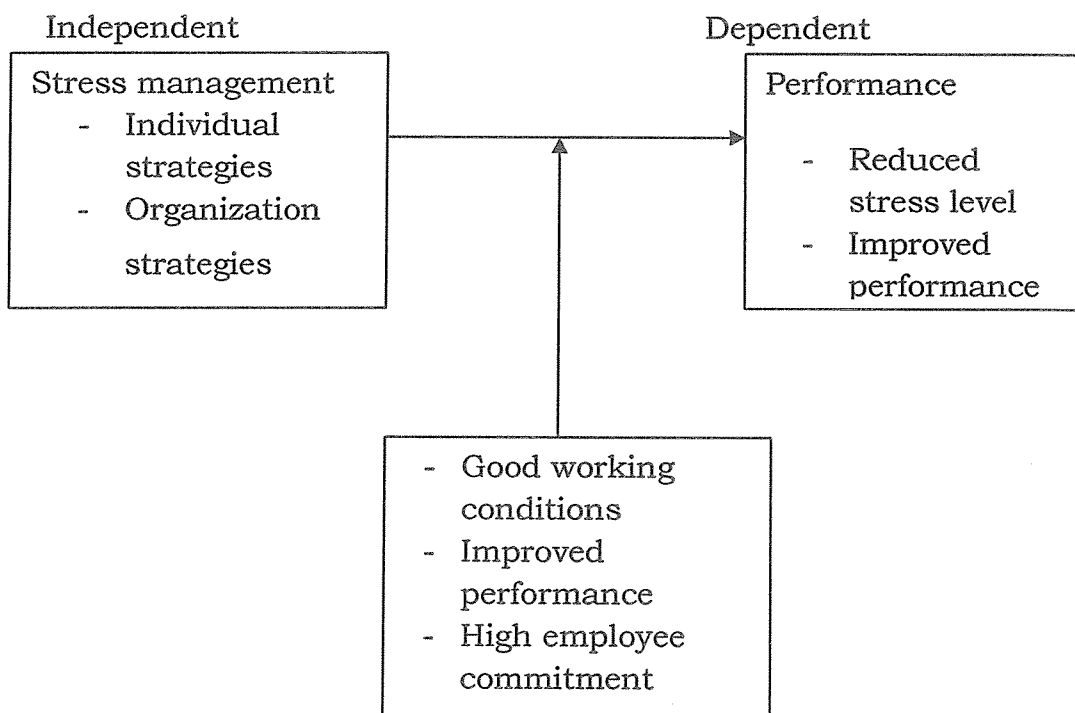 Independent
Dependent
Stress management
- Individual
strategies
- Organization
strategies
Performance
- Reduced
stress level
- Improved
performance
- Good working
conditions
- Improved
performance
- High employee
commitment